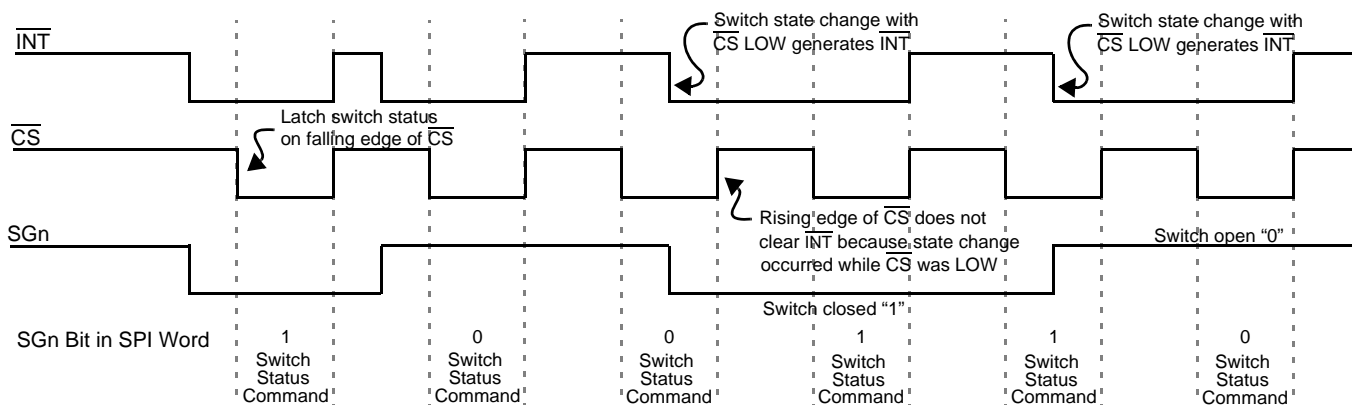 INT
Switch state change with
CS LOW generates INT
Switch state change with
CS LOW generates INT
Latch switch status
on falling edge of CS
CS
Rising edge of CS does not
clear INT because state change
occurred while CS was LOW
SGn
Switch open “0”
Switch closed “1”
SGn Bit in SPI Word
1
Switch
Status
Command
0
Switch
Status
Command
0
Switch
Status
Command
1
Switch
Status
Command
1
Switch
Status
Command
0
Switch
Status
Command